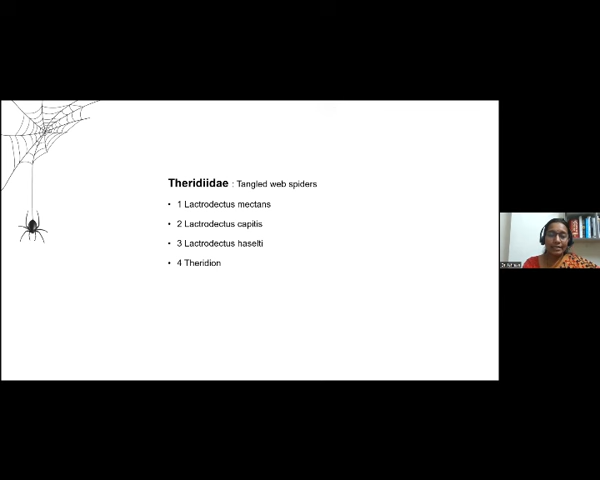 Theridiidae : Tangled web spiders
• 1 Lactrodectus mectans
• 2 Lactrodectus capitis
• 3 Lactrodectus haselti
• 4 Theridion